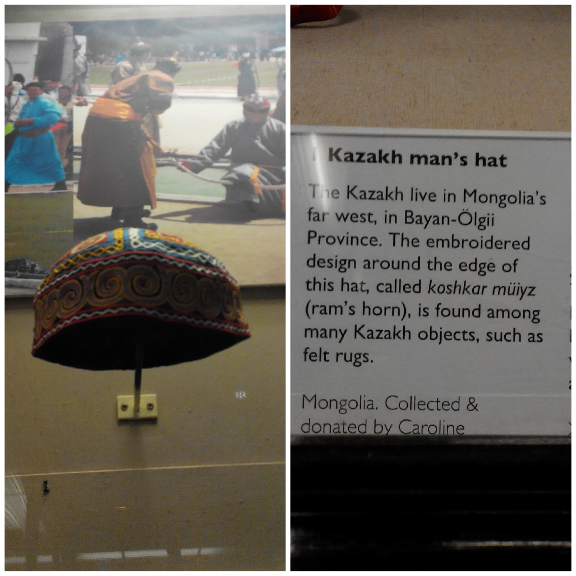 Kazakh man's hat
The Kazakh live in Mongolia's
far west, in Bayan-Ölgii
Province. The embroidered
design around the edge of
this hat, called koshkar müiyz
(ram's horn), is found among
many Kazakh objects, such as
felt rugs.
Mongolia. Collected &
donated by Caroline